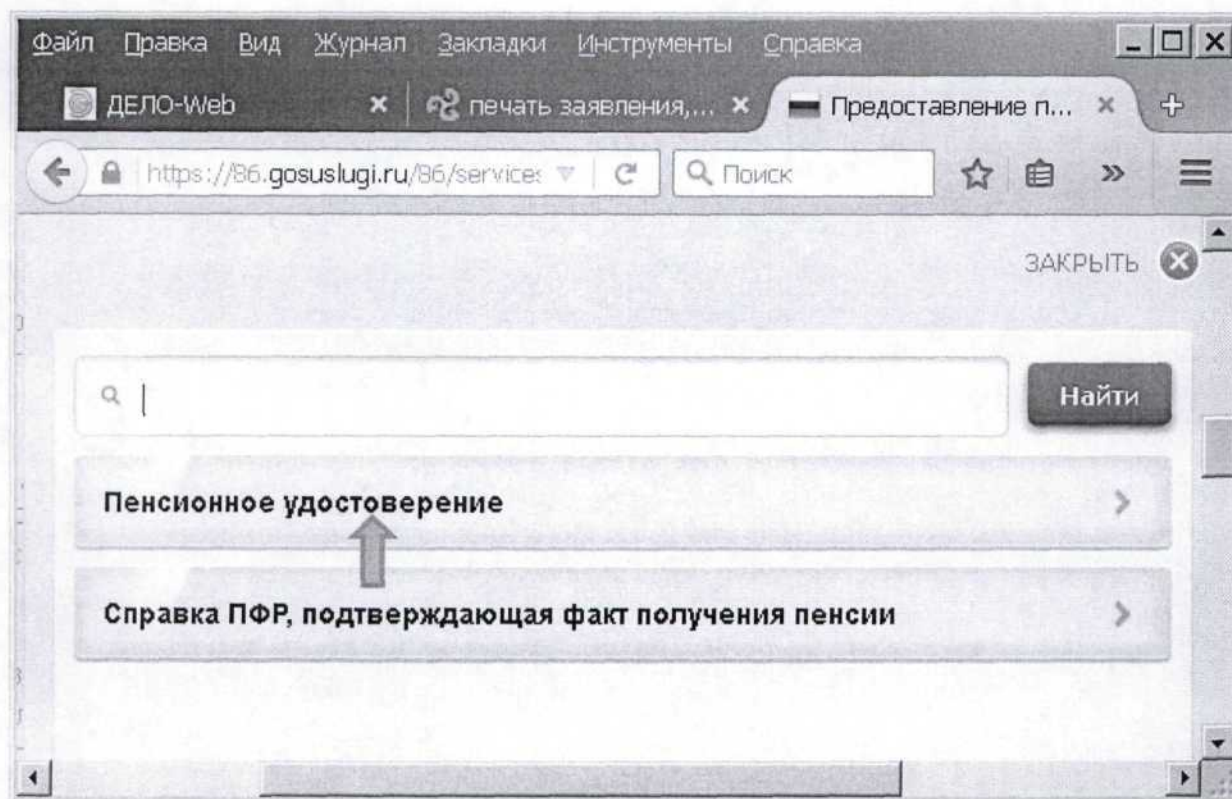 Файл Правка Вид Журнал Закладки Инструменты Справка
ДЕЛО-Web печать заявления,... Предоставление п...
https://86.gosuslugi.ru/86/services Поиск
ЗАКРЫТЬ
Найти
Пенсионное удостоверение
Справка ПФР, подтверждающая факт получения пенсии